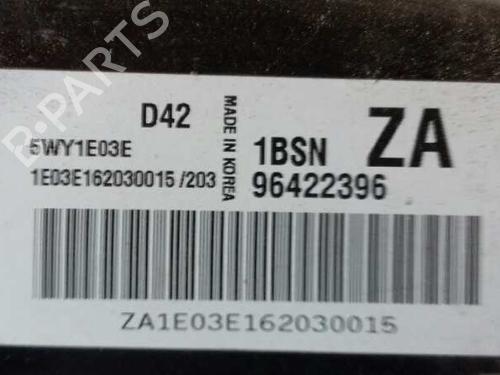 D42
MADE IN KOREA
ZA
5WY1E03E
1BSN
1E03E162030015 /203
96422396
ZA1E03E162030015
B-PARTS